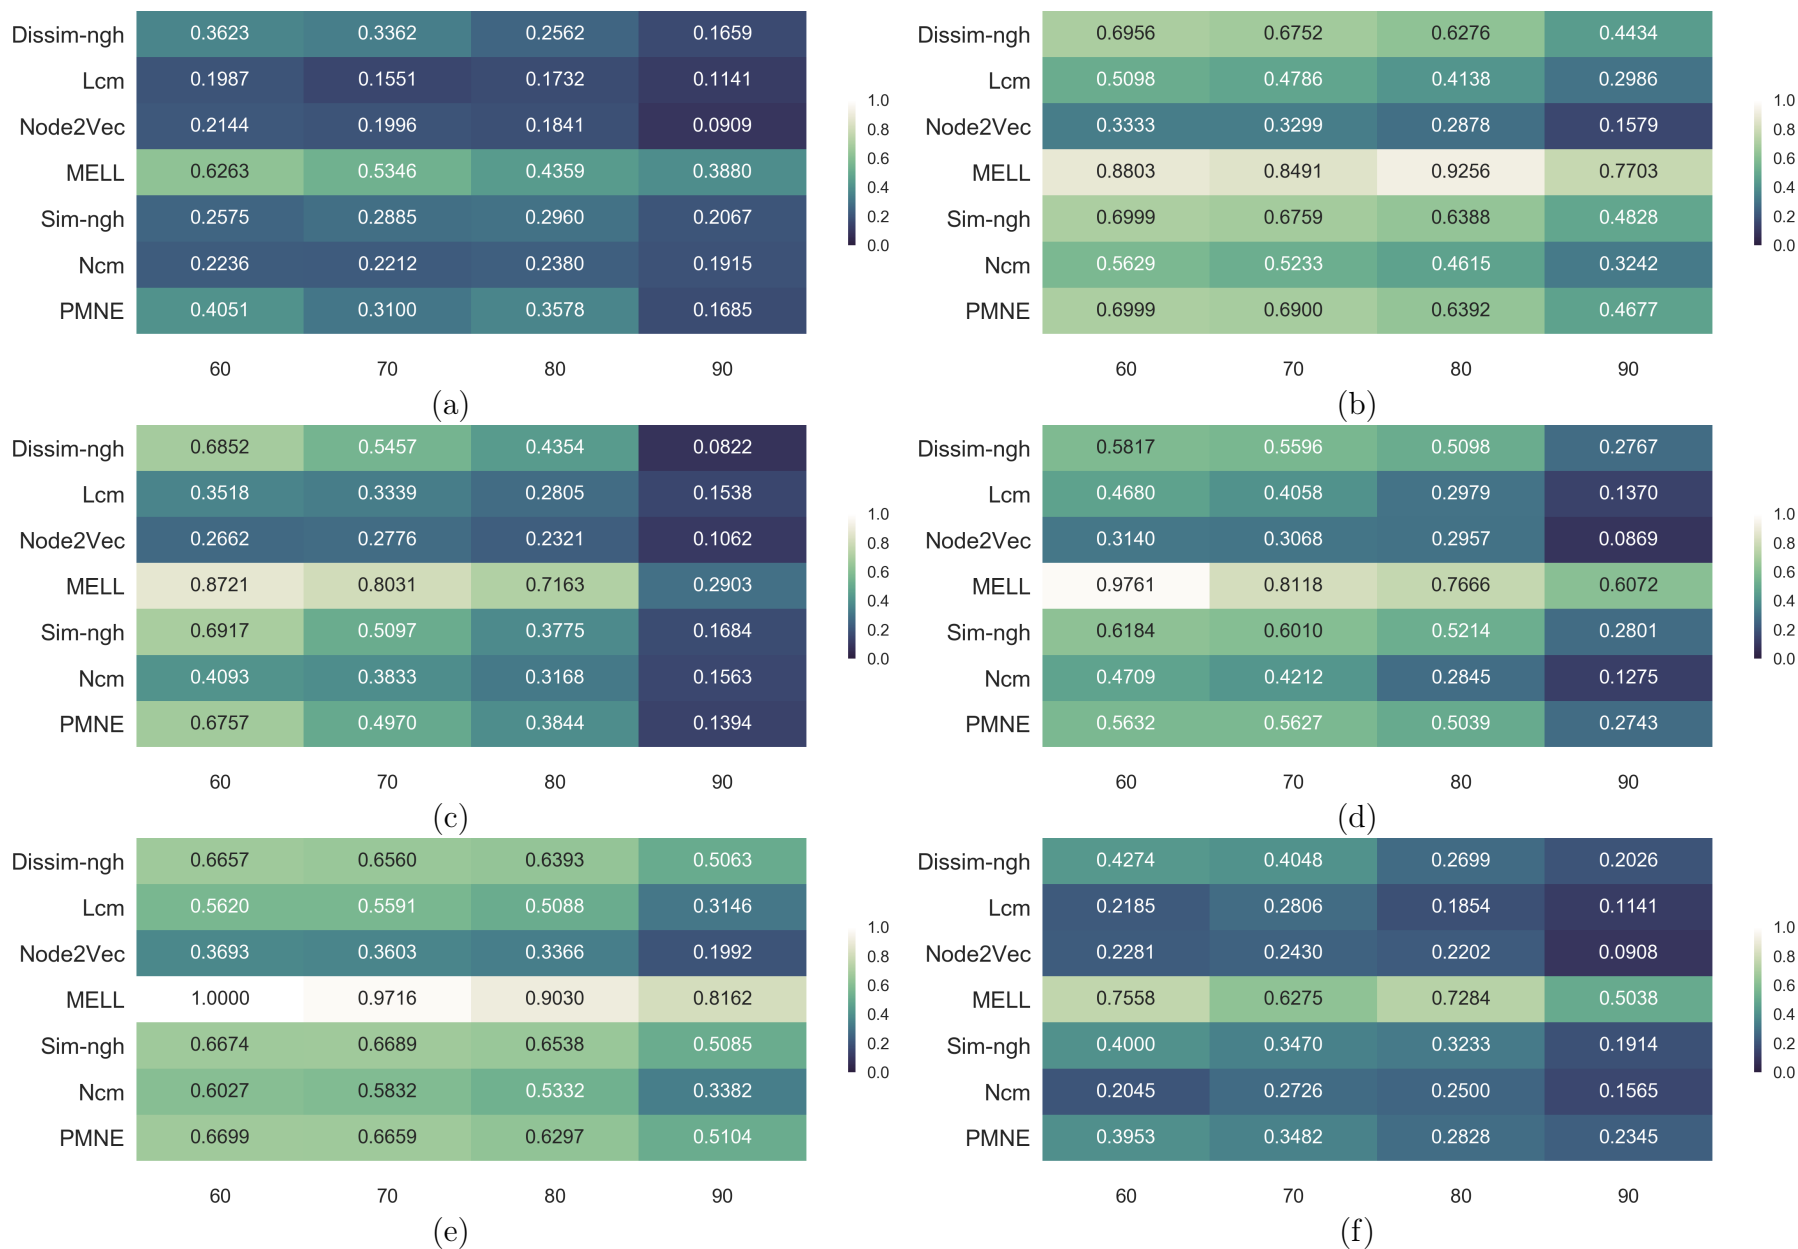 Dissim-ngh 0.3623 0.3362 0.2562 0.1659
Lcm 0.1987 0.1551 0.1732 0.1141
Node2Vec 0.2144 0.1996 0.1841 0.0909
MELL 0.6263 0.5346 0.4359 0.3880
Sim-ngh 0.2575 0.2885 0.2960 0.2067
Ncm 0.2236 0.2212 0.2380 0.1915
PMNE 0.4051 0.3100 0.3578 0.1685
60 70 80 90
1.0
0.8
0.6
0.4
0.2
0.0
(a)
Dissim-ngh 0.6956 0.6752 0.6276 0.4434
Lcm 0.5098 0.4786 0.4138 0.2986
Node2Vec 0.3333 0.3299 0.2878 0.1579
MELL 0.8803 0.8491 0.9256 0.7703
Sim-ngh 0.6999 0.6759 0.6388 0.4828
Ncm 0.5629 0.5233 0.4615 0.3242
PMNE 0.6999 0.6900 0.6392 0.4677
60 70 80 90
1.0
0.8
0.6
0.4
0.2
0.0
(b)
Dissim-ngh 0.6852 0.5457 0.4354 0.0822
Lcm 0.3518 0.3339 0.2805 0.1538
Node2Vec 0.2662 0.2776 0.2321 0.1062
MELL 0.8721 0.8031 0.7163 0.2903
Sim-ngh 0.6917 0.5097 0.3775 0.1684
Ncm 0.4093 0.3833 0.3168 0.1563
PMNE 0.6757 0.4970 0.3844 0.1394
60 70 80 90
1.0
0.8
0.6
0.4
0.2
0.0
(c)
Dissim-ngh 0.5817 0.5596 0.5098 0.2767
Lcm 0.4680 0.4058 0.2979 0.1370
Node2Vec 0.3140 0.3068 0.2957 0.0869
MELL 0.9761 0.8118 0.7666 0.6072
Sim-ngh 0.6184 0.6010 0.5214 0.2801
Ncm 0.4709 0.4212 0.2845 0.1275
PMNE 0.5632 0.5627 0.5039 0.2743
60 70 80 90
1.0
0.8
0.6
0.4
0.2
0.0
(d)
Dissim-ngh 0.6657 0.6560 0.6393 0.5063
Lcm 0.5620 0.5591 0.5088 0.3146
Node2Vec 0.3693 0.3603 0.3366 0.1992
MELL 1.0000 0.9716 0.9030 0.8162
Sim-ngh 0.6674 0.6689 0.6538 0.5085
Ncm 0.6027 0.5832 0.5332 0.3382
PMNE 0.6699 0.6659 0.6297 0.5104
60 70 80 90
1.0
0.8
0.6
0.4
0.2
0.0
(e)
Dissim-ngh 0.4274 0.4048 0.2699 0.2026
Lcm 0.2185 0.2806 0.1854 0.1141
Node2Vec 0.2281 0.2430 0.2202 0.0908
MELL 0.7558 0.6275 0.7284 0.5038
Sim-ngh 0.4000 0.3470 0.3233 0.1914
Ncm 0.2045 0.2726 0.2500 0.1565
PMNE 0.3953 0.3482 0.2828 0.2345
60 70 80 90
1.0
0.8
0.6
0.4
0.2
0.0
(f)